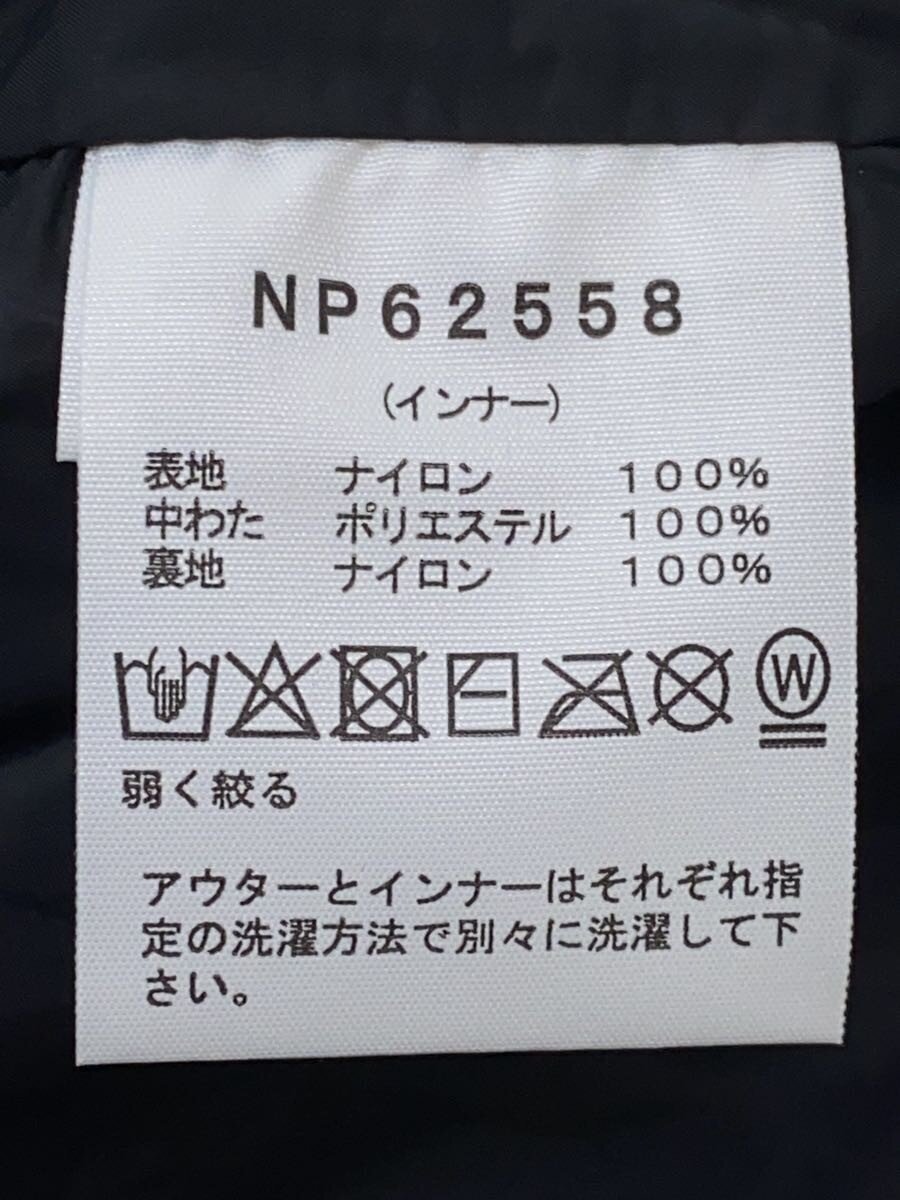 NP62558
(インナー)
表地 ナイロン 100%
中わた ポリエステル 100%
裏地 ナイロン 100%
W
弱く絞る
アウターとインナーはそれぞれ指
定の洗濯方法で別々に洗濯して下
さい。